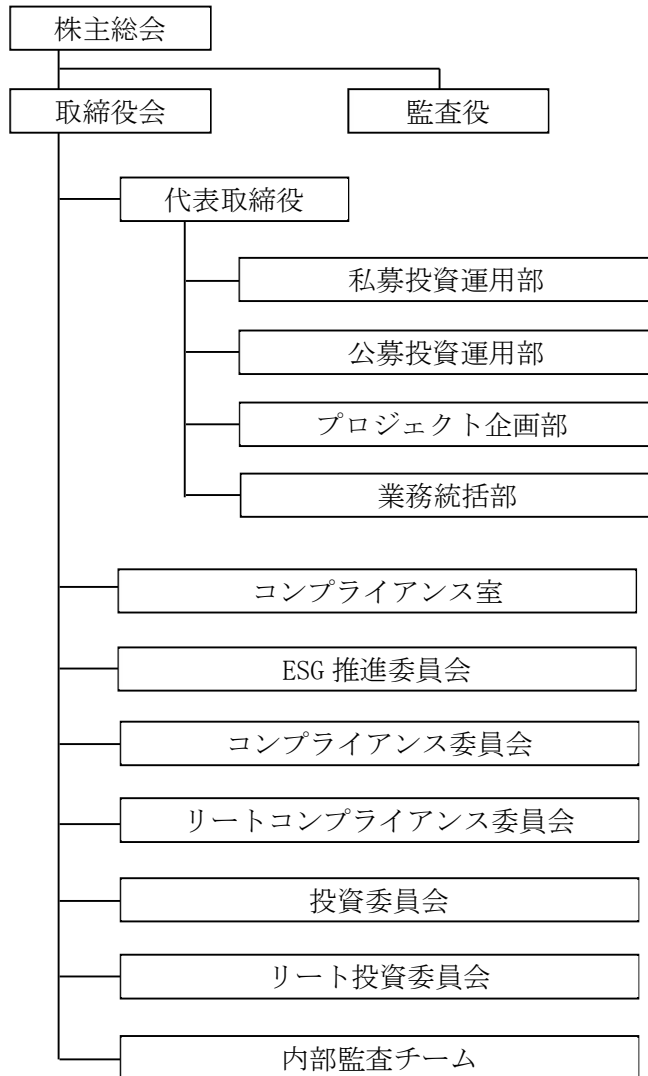 株主総会
取締役会
監査役
代表取締役
私募投資運用部
公募投資運用部
プロジェクト企画部
業務統括部
コンプライアンス室
ESG 推進委員会
コンプライアンス委員会
リートコンプライアンス委員会
投資委員会
リート投資委員会
内部監査チーム